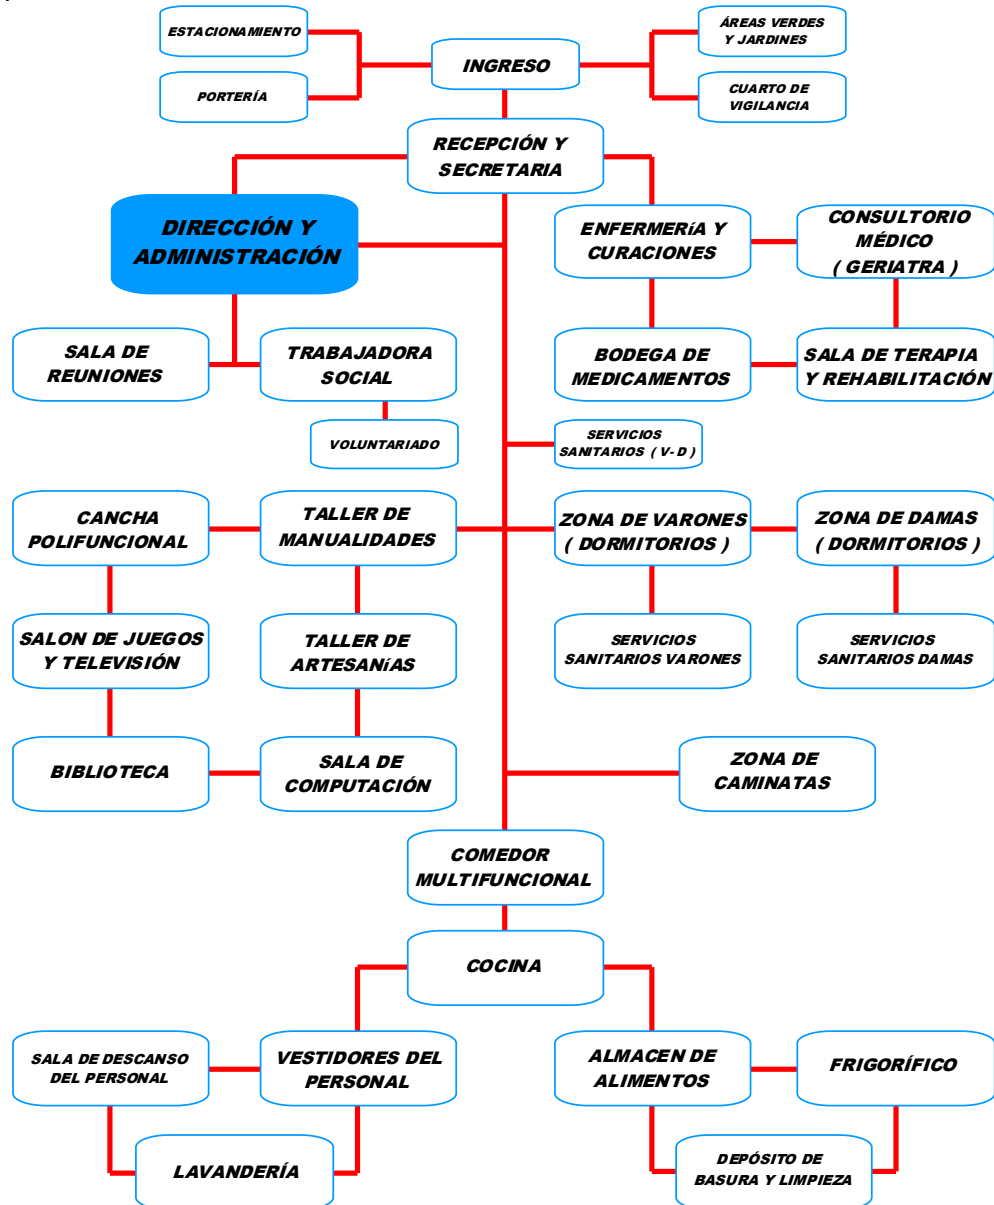 ESTACIONAMIENTO
ÁREAS VERDES
Y JARDINES
INGRESO
PORTERÍA
CUARTO DE
VIGILANCIA
RECEPCIÓN Y
SECRETARIA
DIRECCIÓN Y
ADMINISTRACIÓN
ENFERMERíA Y
CURACIONES
CONSULTORIO
MÉDICO
( GERIATRA )
SALA DE
REUNIONES
TRABAJADORA
SOCIAL
BODEGA DE
MEDICAMENTOS
SALA DE TERAPIA
Y REHABILITACIÓN
VOLUNTARIADO
SERVICIOS
SANITARIOS ( V- D )
CANCHA
POLIFUNCIONAL
TALLER DE
MANUALIDADES
ZONA DE VARONES
( DORMITORIOS )
ZONA DE DAMAS
( DORMITORIOS )
SALON DE JUEGOS
Y TELEVISIÓN
TALLER DE
ARTESANíAS
SERVICIOS
SANITARIOS VARONES
SERVICIOS
SANITARIOS DAMAS
BIBLIOTECA
SALA DE
COMPUTACIÓN
ZONA DE
CAMINATAS
COMEDOR
MULTIFUNCIONAL
COCINA
SALA DE DESCANSO
DEL PERSONAL
VESTIDORES DEL
PERSONAL
ALMACEN DE
ALIMENTOS
FRIGORÍFICO
LAVANDERÍA
DEPÓSITO DE
BASURA Y LIMPIEZA